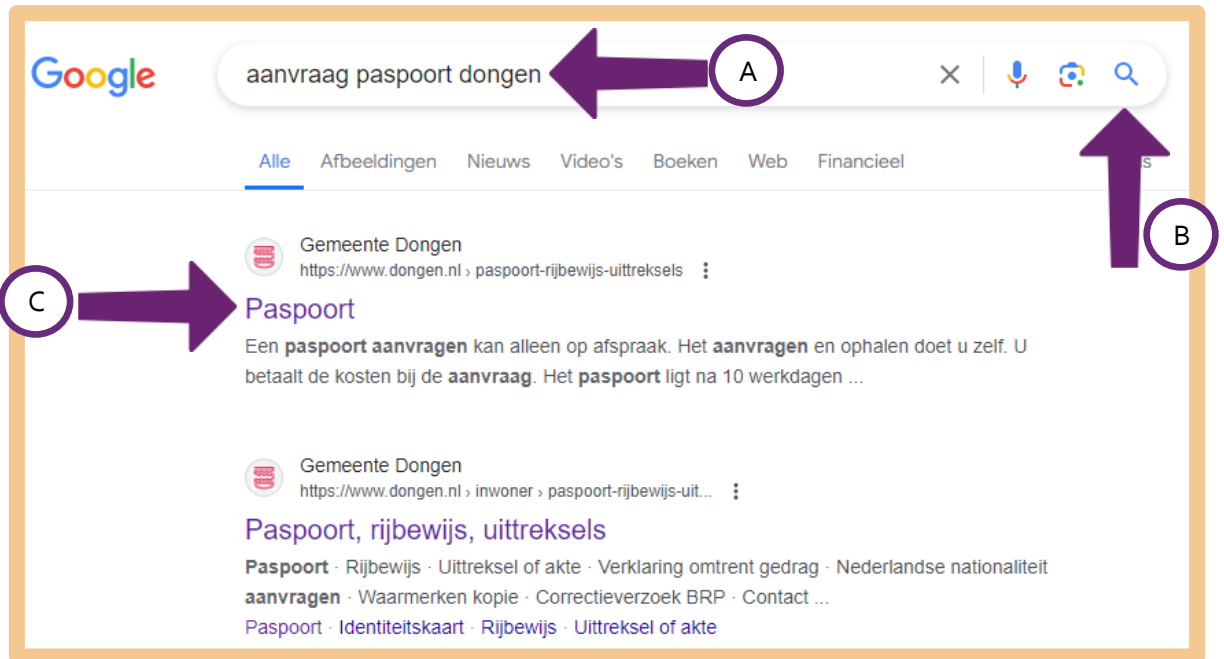 Google
aanvraag paspoort dongen
A
Alle Afbeeldingen Nieuws Video's Boeken Web Financieel
B
Gemeente Dongen
https://www.dongen.nl › paspoort-rijbewijs-uittreksels
C
Paspoort
Een paspoort aanvragen kan alleen op afspraak. Het aanvragen en ophalen doet u zelf. U
betaalt de kosten bij de aanvraag. Het paspoort ligt na 10 werkdagen ...
Gemeente Dongen
https://www.dongen.nl › inwoner › paspoort-rijbewijs-uit...
Paspoort, rijbewijs, uittreksels
Paspoort · Rijbewijs · Uittreksel of akte · Verklaring omtrent gedrag · Nederlandse nationaliteit
aanvragen · Waarmerken kopie · Correctieverzoek BRP · Contact ...
Paspoort · Identiteitskaart · Rijbewijs · Uittreksel of akte